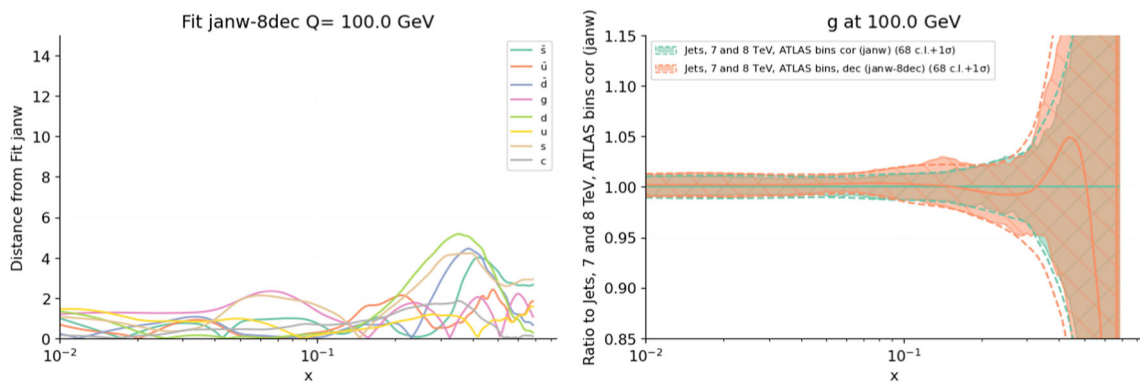 Fit janw-8dec Q= 100.0 GeV
Distance from Fit janw
14
12
10
8
6
4
2
0
s̄
ū
d̄
g
d
u
s
c
10⁻²
10⁻¹
x
g at 100.0 GeV
Ratio to Jets, 7 and 8 TeV, ATLAS bins cor (janw)
1.15
1.10
1.05
1.00
0.95
0.90
0.85
Jets, 7 and 8 TeV, ATLAS bins cor (janw) (68 c.l.+1σ)
Jets, 7 and 8 TeV, ATLAS bins, dec (janw-8dec) (68 c.l.+1σ)
10⁻²
10⁻¹
x